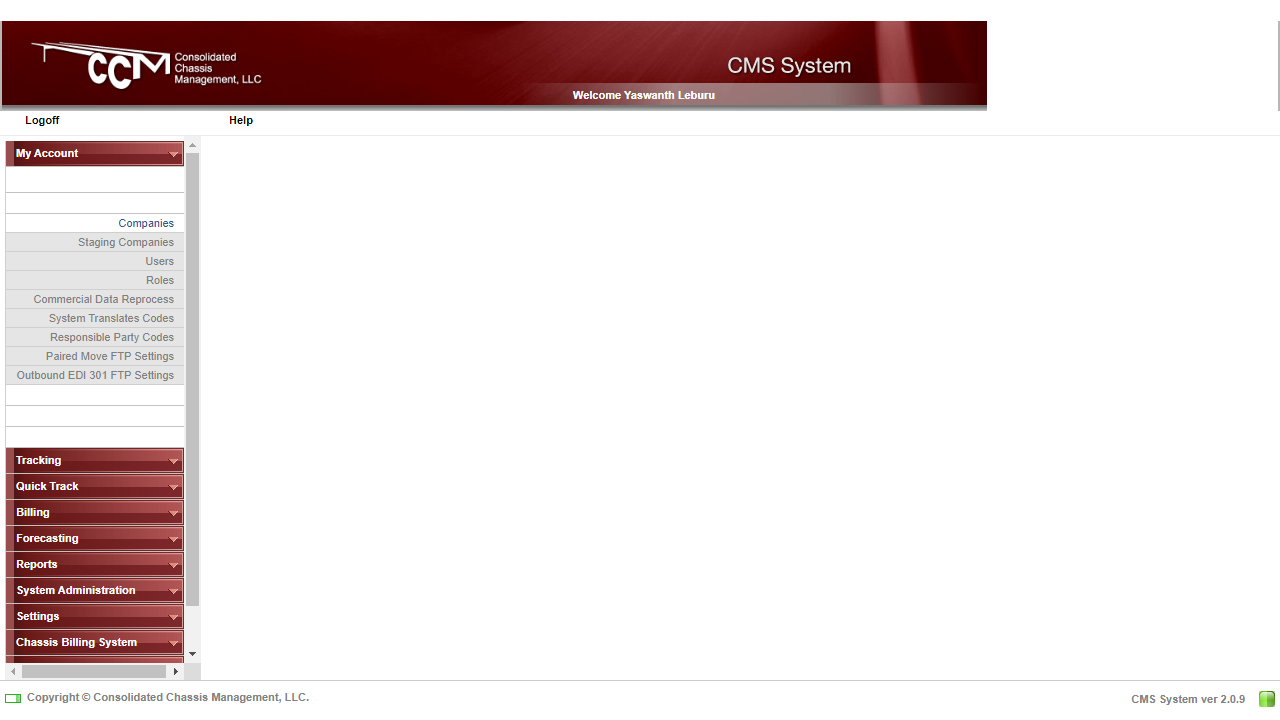 CCM Consolidated
Chassis
Management, LLC
CMS System
Welcome Yaswanth Leburu
Logoff Help
My Account
Companies
Staging Companies
Users
Roles
Commercial Data Reprocess
System Translates Codes
Responsible Party Codes
Paired Move FTP Settings
Outbound EDI 301 FTP Settings
Tracking
Quick Track
Billing
Forecasting
Reports
System Administration
Settings
Chassis Billing System
Copyright © Consolidated Chassis Management, LLC. CMS System ver 2.0.9